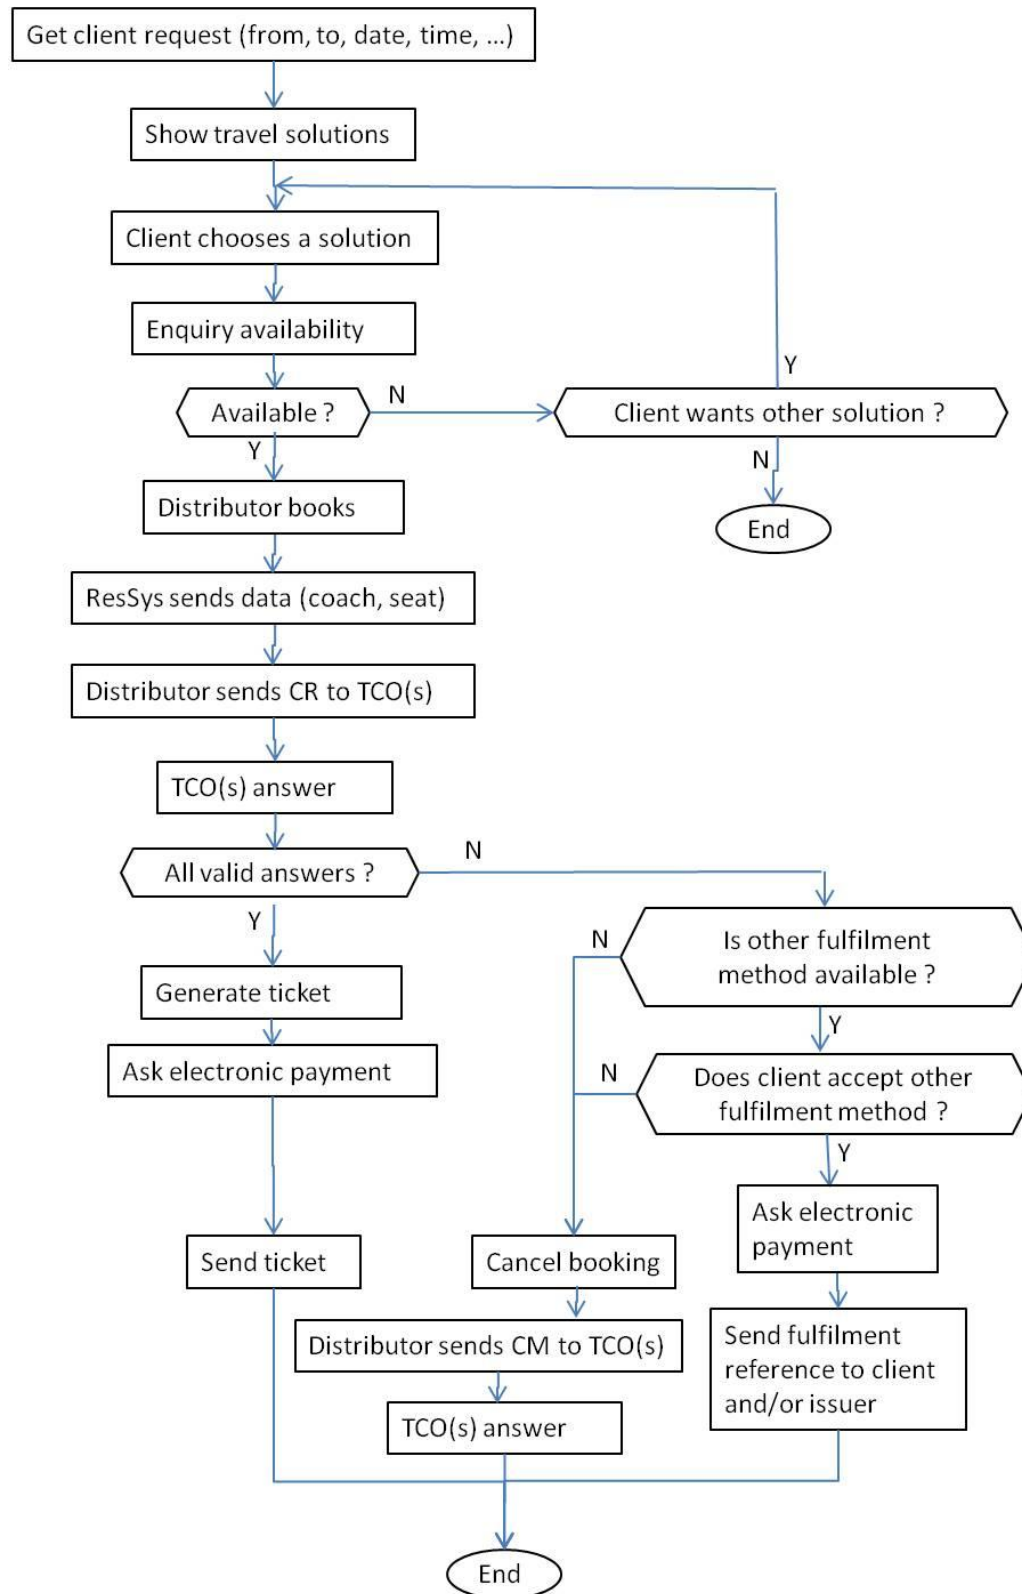 Get client request (from, to, date, time, ...)
Show travel solutions
Client chooses a solution
Enquiry availability
Y
Available ?
N
Client wants other solution ?
Y
N
Distributor books
End
ResSys sends data (coach, seat)
Distributor sends CR to TCO(s)
TCO(s) answer
All valid answers ?
N
Y
N
Is other fulfilment
method available ?
Generate ticket
Y
Ask electronic payment
N
Does client accept other
fulfilment method ?
Y
Ask electronic
payment
Send ticket
Cancel booking
Distributor sends CM to TCO(s)
Send fulfilment
reference to client
and/or issuer
TCO(s) answer
End